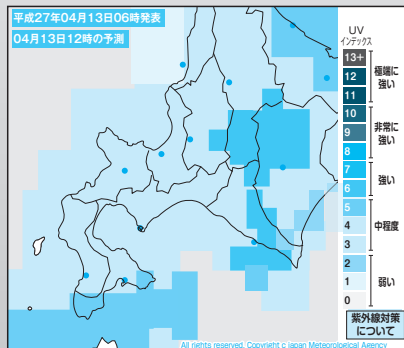 平成27年04月13日06時発表
04月13日12時の予測
UV
インデックス
13+
12
11
極端に
強い
10
9
8
非常に
強い
7
6
強い
5
4
3
中程度
2
1
0
弱い
紫外線対策
について
All rights reserved. Copyright c Japan Meteorological Agency